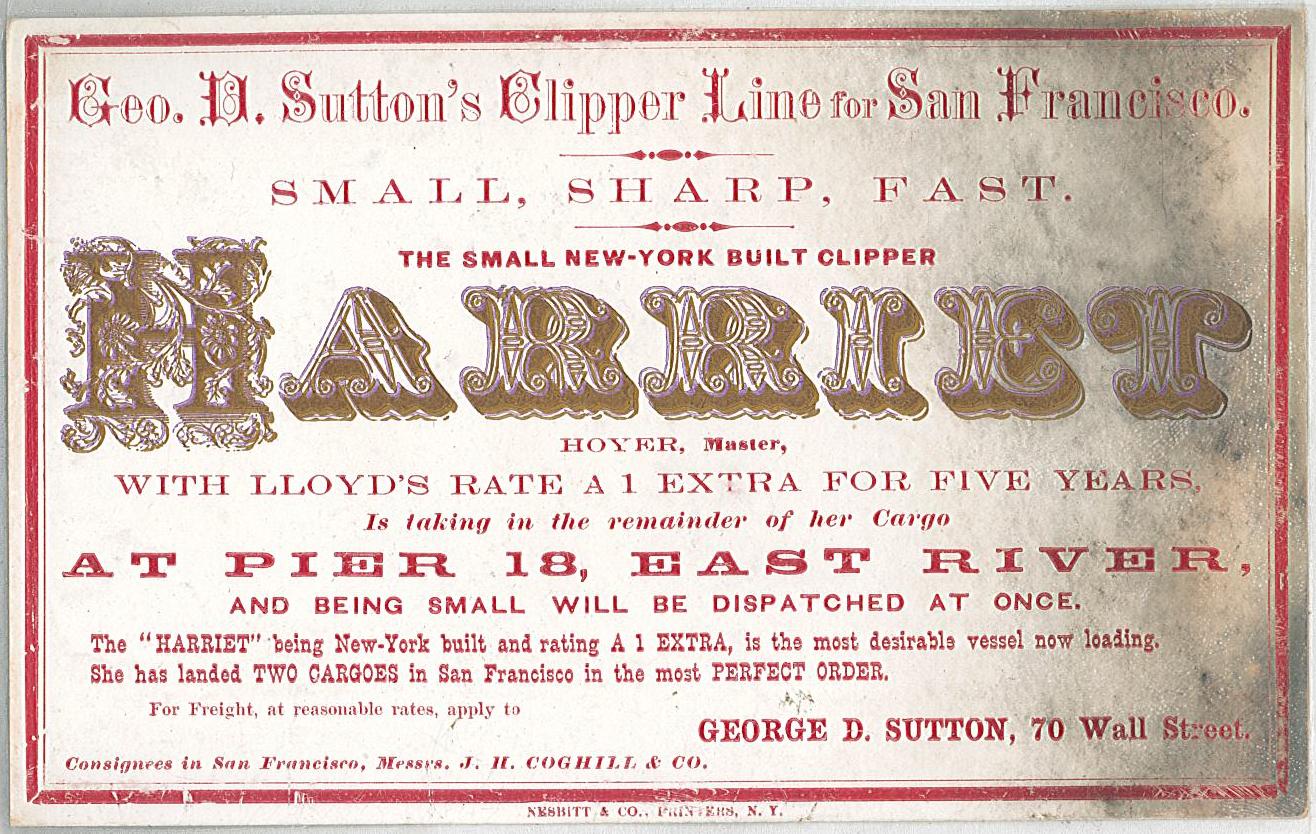 Geo. D. Sutton's Clipper Line for San Francisco.
SMALL, SHARP, FAST.
THE SMALL NEW-YORK BUILT CLIPPER
HARRIET
HOYER, Master,
WITH LLOYD'S RATE A 1 EXTRA FOR FIVE YEARS,
Is taking in the remainder of her Cargo
AT PIER 18, EAST RIVER,
AND BEING SMALL WILL BE DISPATCHED AT ONCE.
The "HARRIET" being New-York built and rating A 1 EXTRA, is the most desirable vessel now loading.
She has landed TWO CARGOES in San Francisco in the most PERFECT ORDER.
For Freight, at reasonable rates, apply to
GEORGE D. SUTTON, 70 Wall Street.
Consignees in San Francisco, Messrs. J. H. COGHILL & CO.
NESBITT & CO., PRINTERS, N. Y.